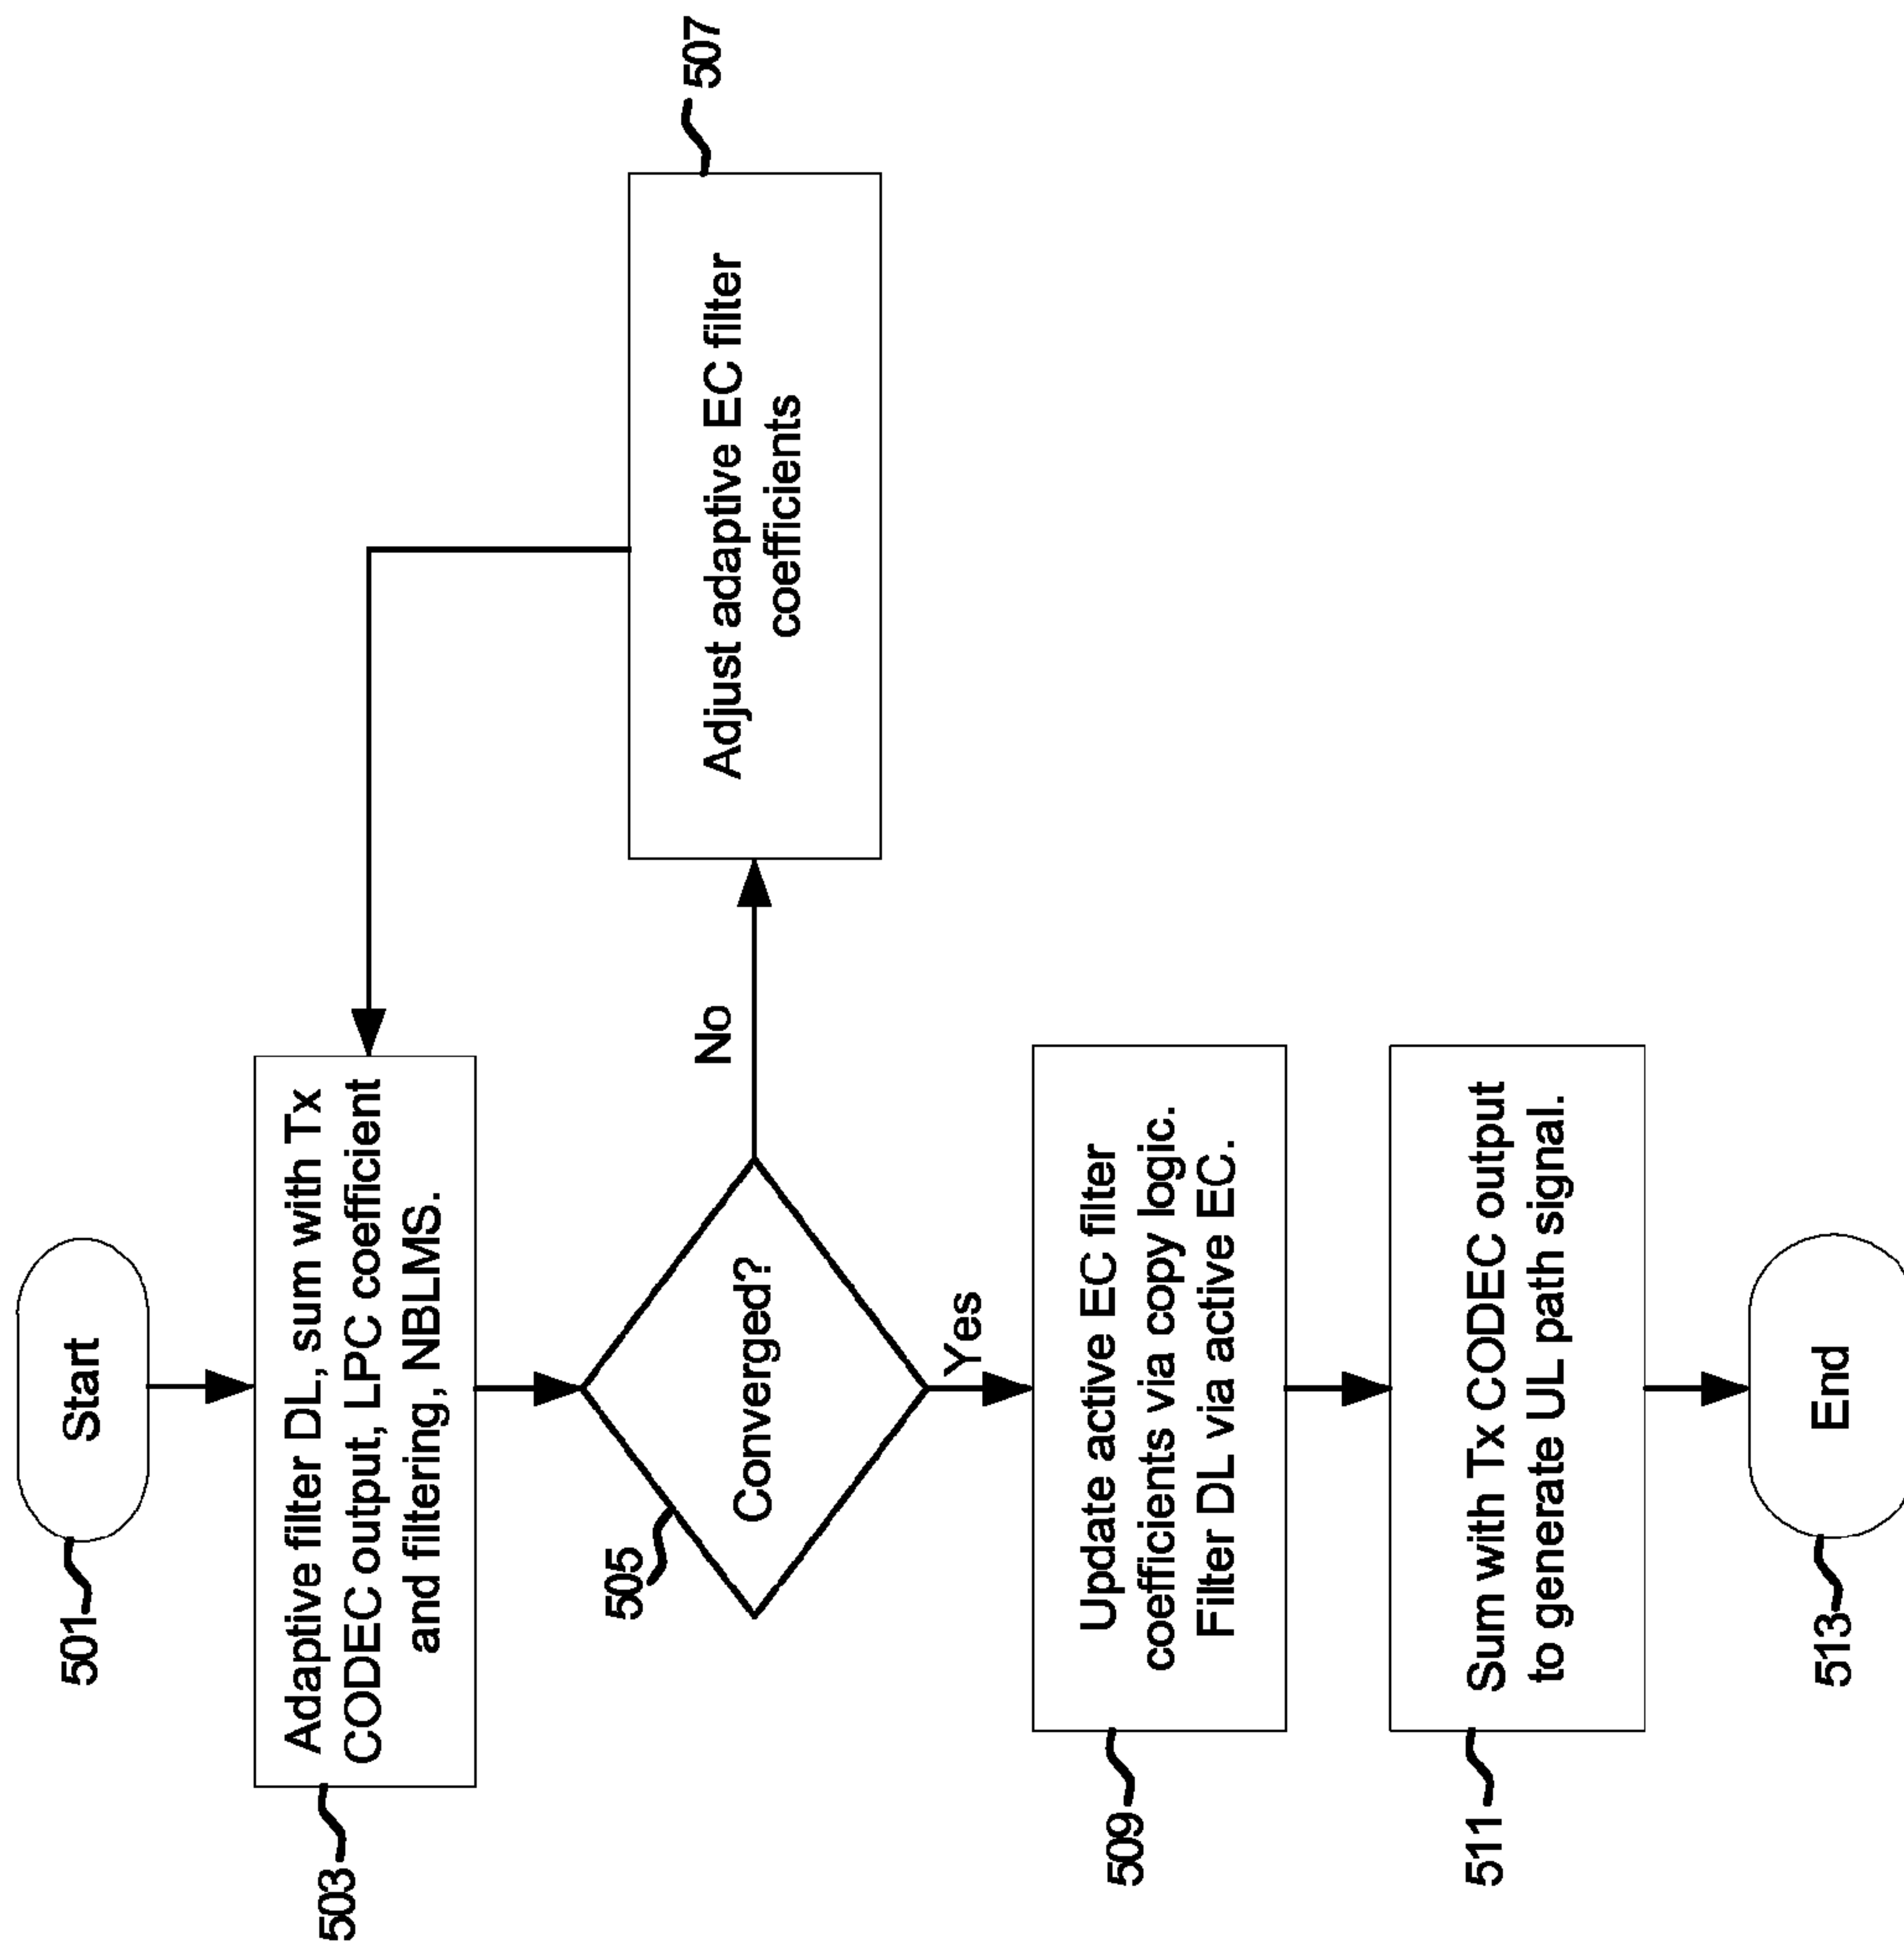 501
Start
503
Adaptive filter DL, sum with Tx
CODEC output, LPC coefficient
and filtering, NBLMS.
505
Converged?
No
507
Adjust adaptive EC filter
coefficients
Yes
509
Update active EC filter
coefficients via copy logic.
Filter DL via active EC.
511
Sum with Tx CODEC output
to generate UL path signal.
513
End